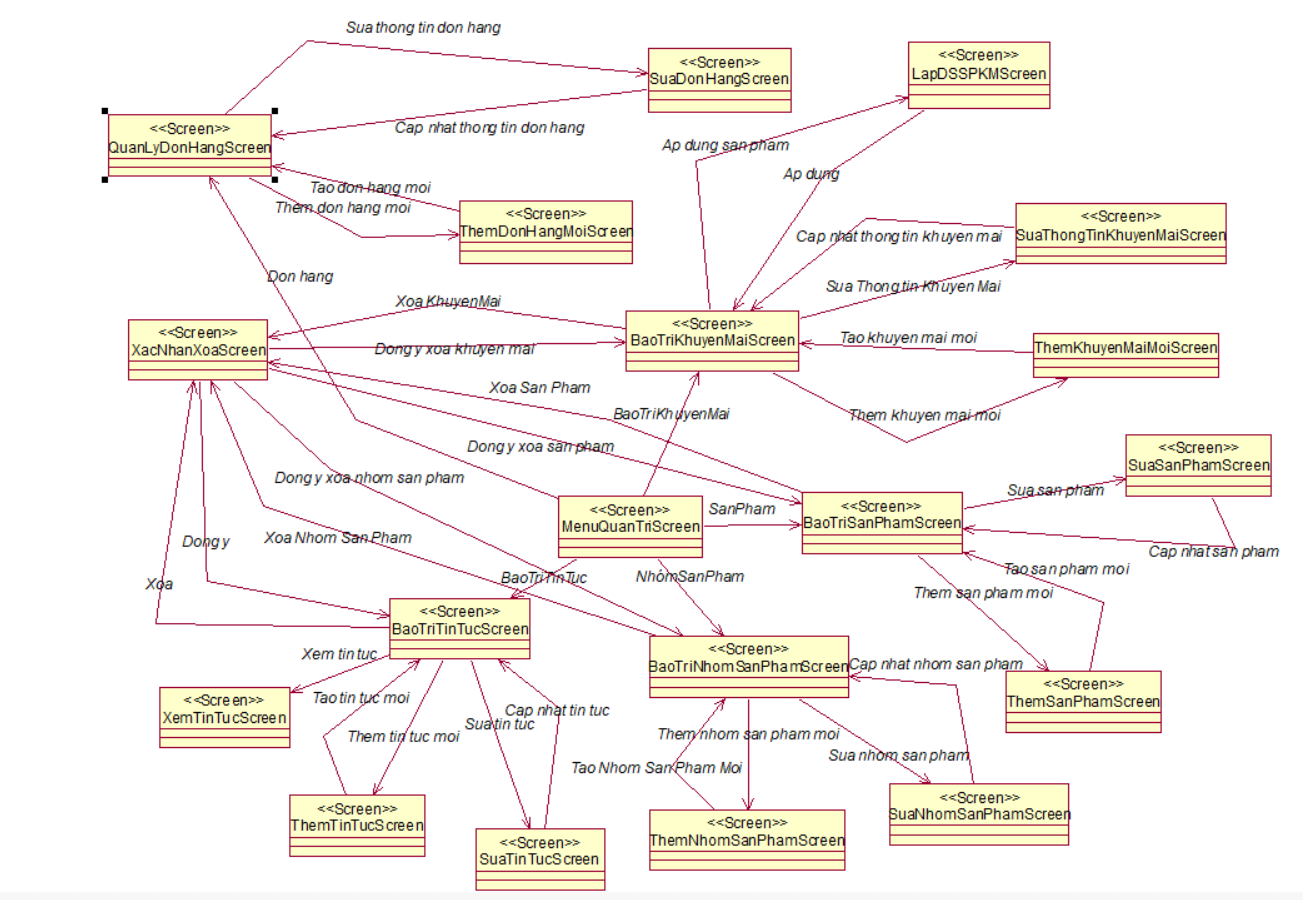 Sua thong tin don hang
<<Screen>>
SuaDonHangScreen
<<Screen>>
LapDSSPKMScreen
<<Screen>>
QuanLyDonHangScreen
Cap nhat thong tin don hang
Ap dung san pham
Ap dung
Tao don hang moi
Them don hang moi
<<Screen>>
ThemDonHangMoiScreen
<<Screen>>
SuaThongTinKhuyenMaiScreen
Cap nhat thong tin khuyen mai
Don hang
Sua Thong tin Khuyen Mai
Xoa KhuyenMai
<<Screen>>
XacNhanXoaScreen
<<Screen>>
BaoTriKhuyenMaiScreen
Dong y xoa khuyen mai
Tao khuyen mai moi
ThemKhuyenMaiMoiScreen
Xoa San Pham
BaoTriKhuyenMai
Them khuyen mai moi
Dong y xoa san pham
<<Screen>>
SuaSanPhamScreen
Dong y xoa nhom san pham
Sua san pham
<<Screen>>
MenuQuanTriScreen
SanPham
<<Screen>>
BaoTriSanPhamScreen
Dong y
Xoa Nhom San Pham
Cap nhat san pham
Xoa
BaoTriTinTuc
NhomSanPham
Tao san pham moi
Them san pham moi
<<Screen>>
BaoTriTinTucScreen
Xem tin tuc
<<Screen>>
BaoTriNhomSanPhamScreen
Cap nhat nhom san pham
<<Screen>>
XemTinTucScreen
Tao tin tuc moi
Cap nhat tin tuc
<<Screen>>
ThemSanPhamScreen
Them tin tuc moi
Sua tin tuc
Them nhom san pham moi
Sua nhom san pham
Tao Nhom San Pham Moi
<<Screen>>
ThemTinTucScreen
<<Screen>>
SuaTinTucScreen
<<Screen>>
ThemNhomSanPhamScreen
<<Screen>>
SuaNhomSanPhamScreen